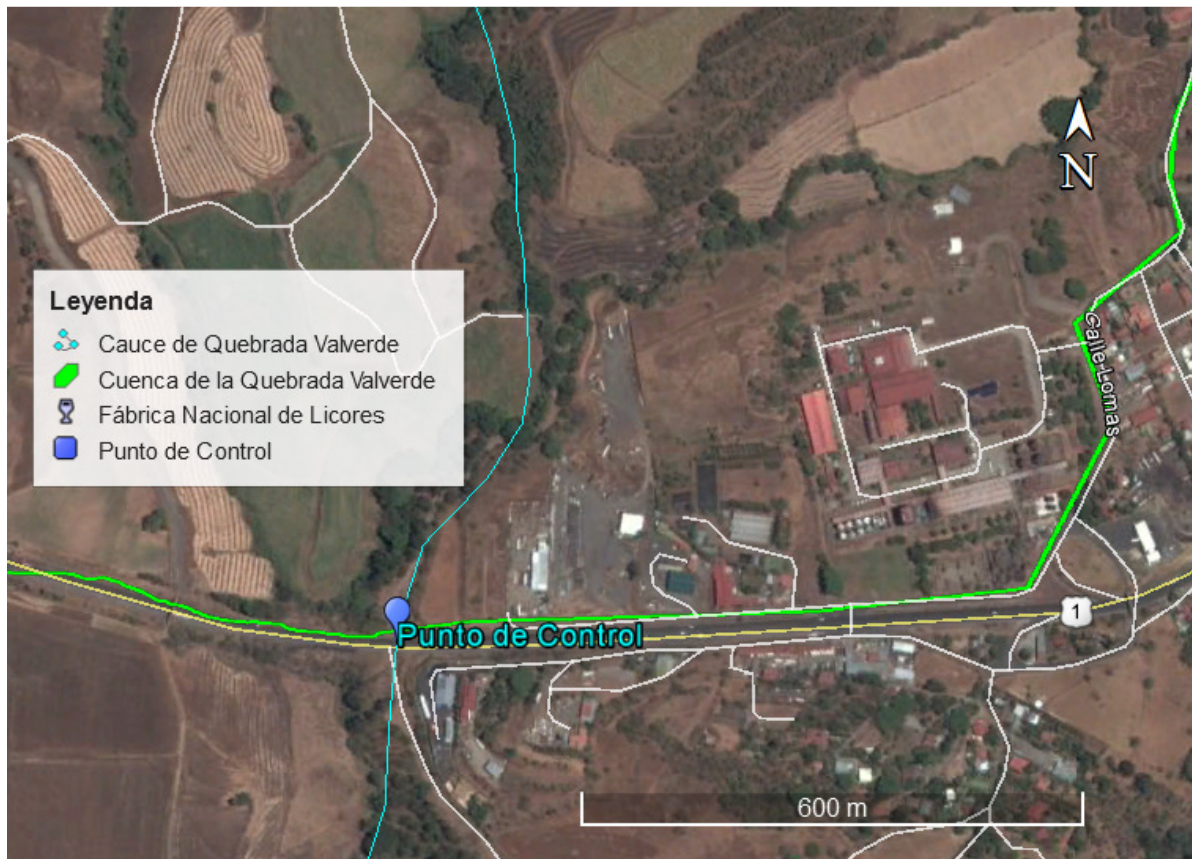 N
Leyenda
Cauce de Quebrada Valverde
Cuenca de la Quebrada Valverde
Fábrica Nacional de Licores
Punto de Control
Calle Lomas
1
Punto de Control
600 m